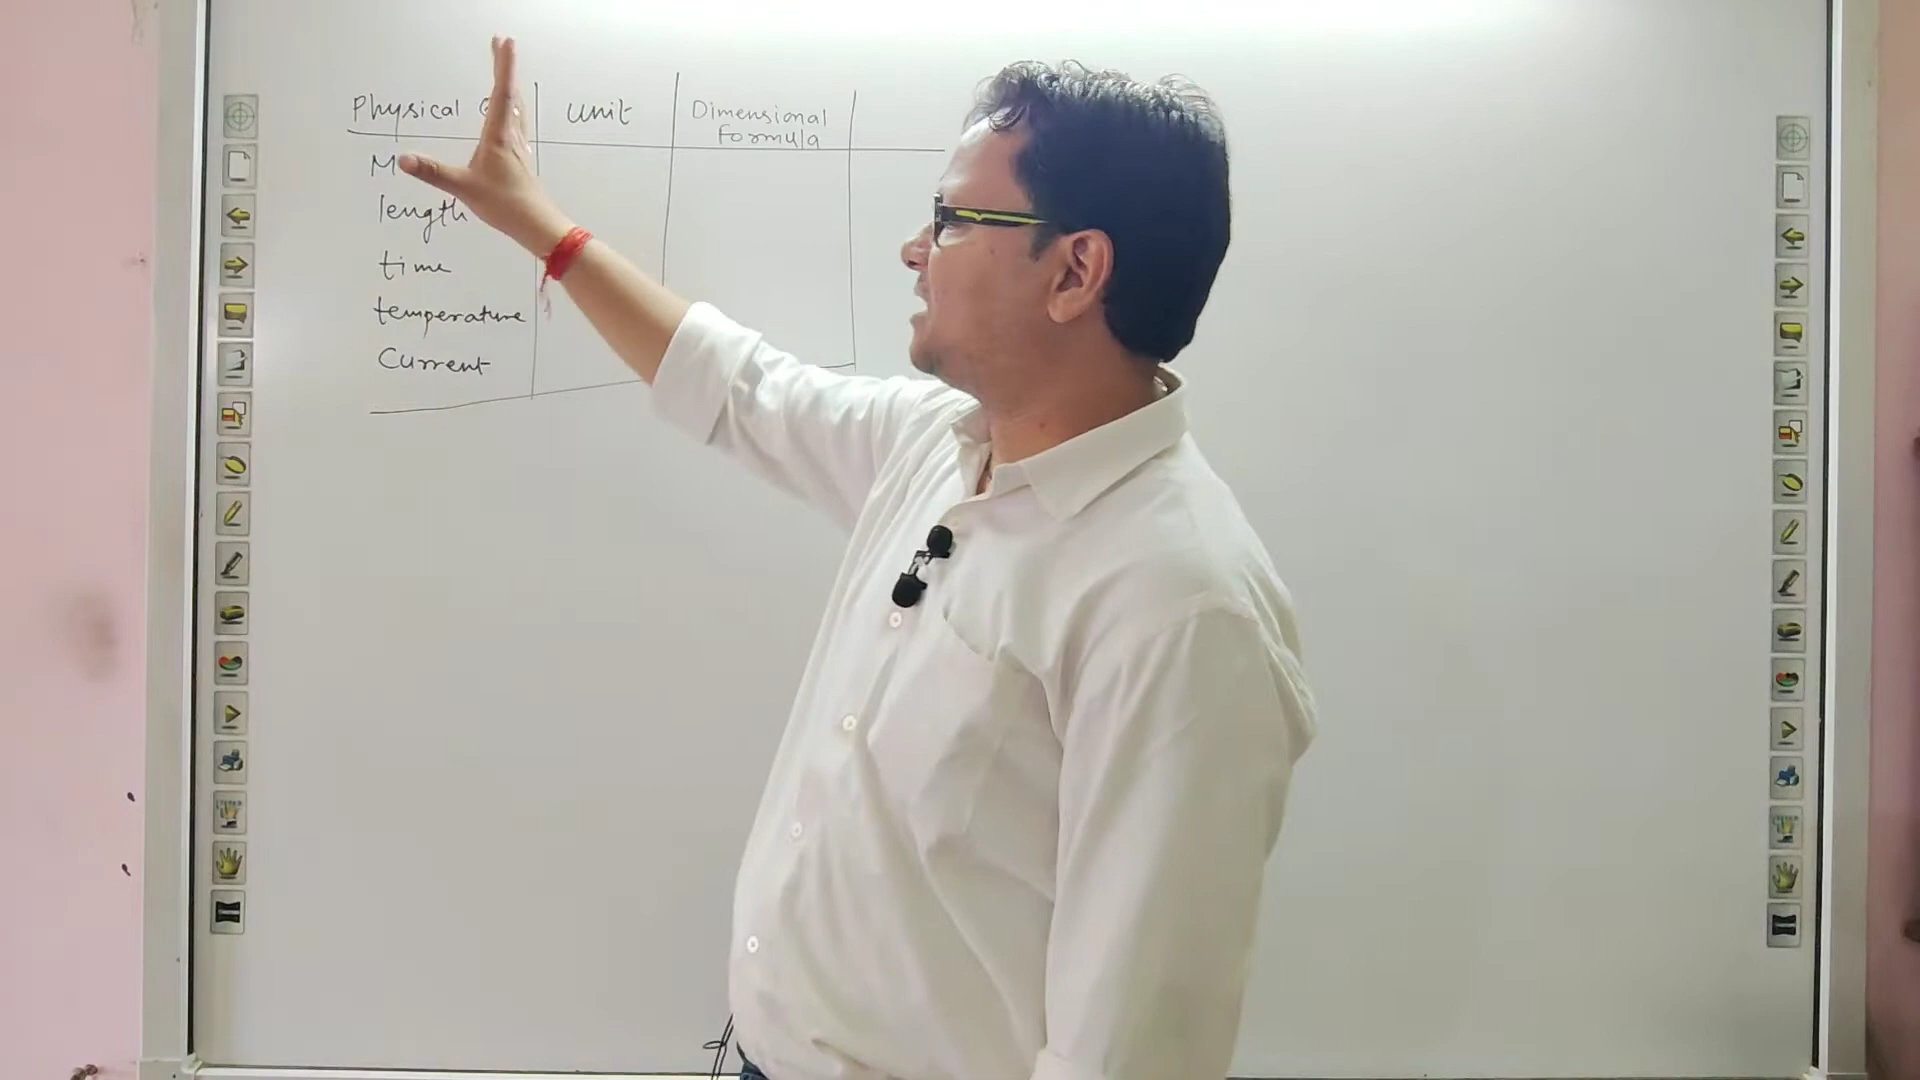 Physical
Unit
Dimensional
Formula
length
time
temperature
Current